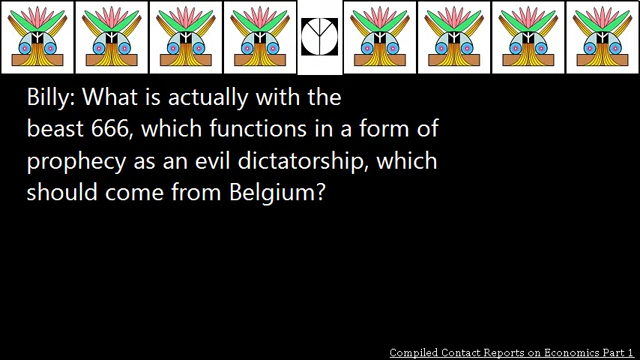 Billy: What is actually with the
beast 666, which functions in a form of
prophecy as an evil dictatorship, which
should come from Belgium?
Compiled Contact Reports on Economics Part 1